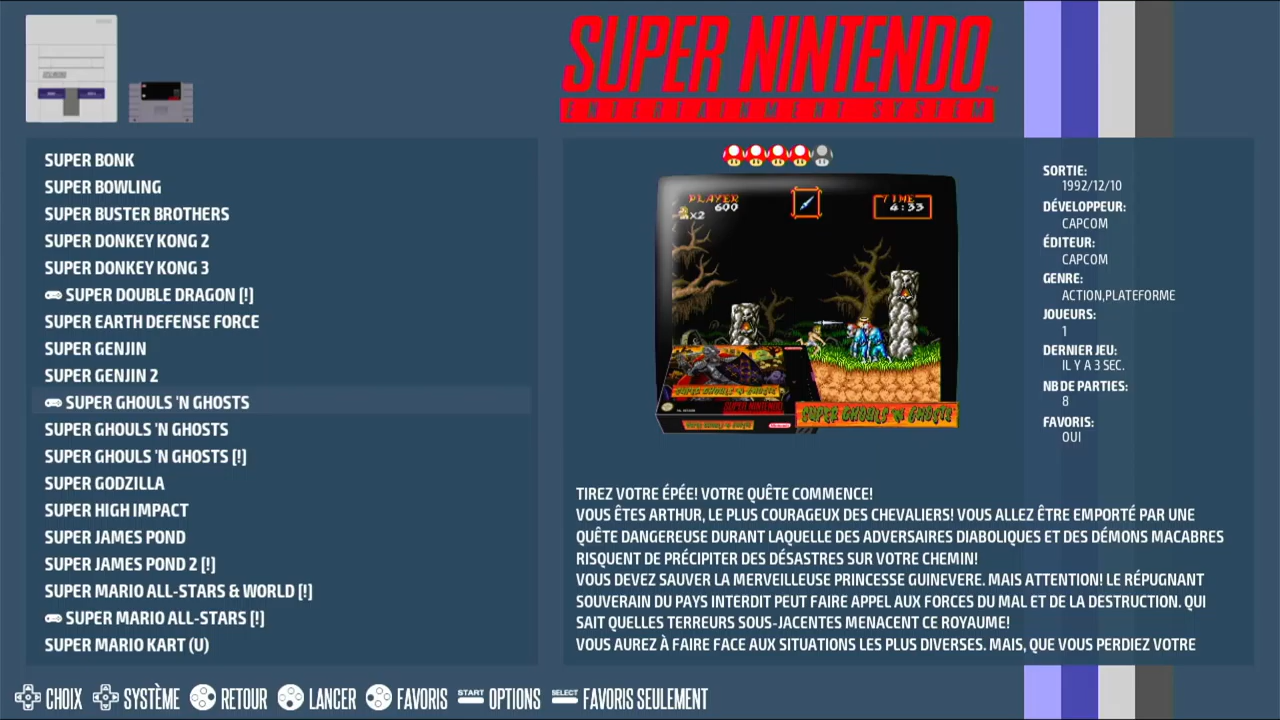 SUPER NINTENDO
ENTERTAINMENT SYSTEM
SUPER BONK
SUPER BOWLING
SUPER BUSTER BROTHERS
SUPER DONKEY KONG 2
SUPER DONKEY KONG 3
SUPER DOUBLE DRAGON [!]
SUPER EARTH DEFENSE FORCE
SUPER GENJIN
SUPER GENJIN 2
SUPER GHOULS 'N GHOSTS
SUPER GHOULS 'N GHOSTS
SUPER GHOULS 'N GHOSTS [!]
SUPER GODZILLA
SUPER HIGH IMPACT
SUPER JAMES POND
SUPER JAMES POND 2 [!]
SUPER MARIO ALL-STARS & WORLD [!]
SUPER MARIO ALL-STARS [!]
SUPER MARIO KART (U)
PLAYER
600
X2
TIME
4:33
SUPER GHOULS 'N GHOSTS
SUPER NINTENDO
SUPER GHOULS 'N GHOSTS
Nintendo
SUPER GHOULS 'N GHOSTS
SORTIE:
1992/12/10
DÉVELOPPEUR:
CAPCOM
ÉDITEUR:
CAPCOM
GENRE:
ACTION,PLATEFORME
JOUEURS:
1
DERNIER JEU:
IL Y A 3 SEC.
NB DE PARTIES:
8
FAVORIS:
OUI
TIREZ VOTRE ÉPÉE! VOTRE QUÊTE COMMENCE!
VOUS ÊTES ARTHUR, LE PLUS COURAGEUX DES CHEVALIERS! VOUS ALLEZ ÊTRE EMPORTÉ PAR UNE
QUÊTE DANGEREUSE DURANT LAQUELLE DES ADVERSAIRES DIABOLIQUES ET DES DÉMONS MACABRES
RISQUENT DE PRÉCIPITER DES DÉSASTRES SUR VOTRE CHEMIN!
VOUS DEVEZ SAUVER LA MERVEILLEUSE PRINCESSE GUINEVERE. MAIS ATTENTION! LE RÉPUGNANT
SOUVERAIN DU PAYS INTERDIT PEUT FAIRE APPEL AUX FORCES DU MAL ET DE LA DESTRUCTION. QUI
SAIT QUELLES TERREURS SOUS-JACENTES MENACENT CE ROYAUME!
VOUS AUREZ À FAIRE FACE AUX SITUATIONS LES PLUS DIVERSES. MAIS, QUE VOUS PERDIEZ VOTRE
CHOIX SYSTÈME RETOUR LANCER FAVORIS START OPTIONS SELECT FAVORIS SEULEMENT